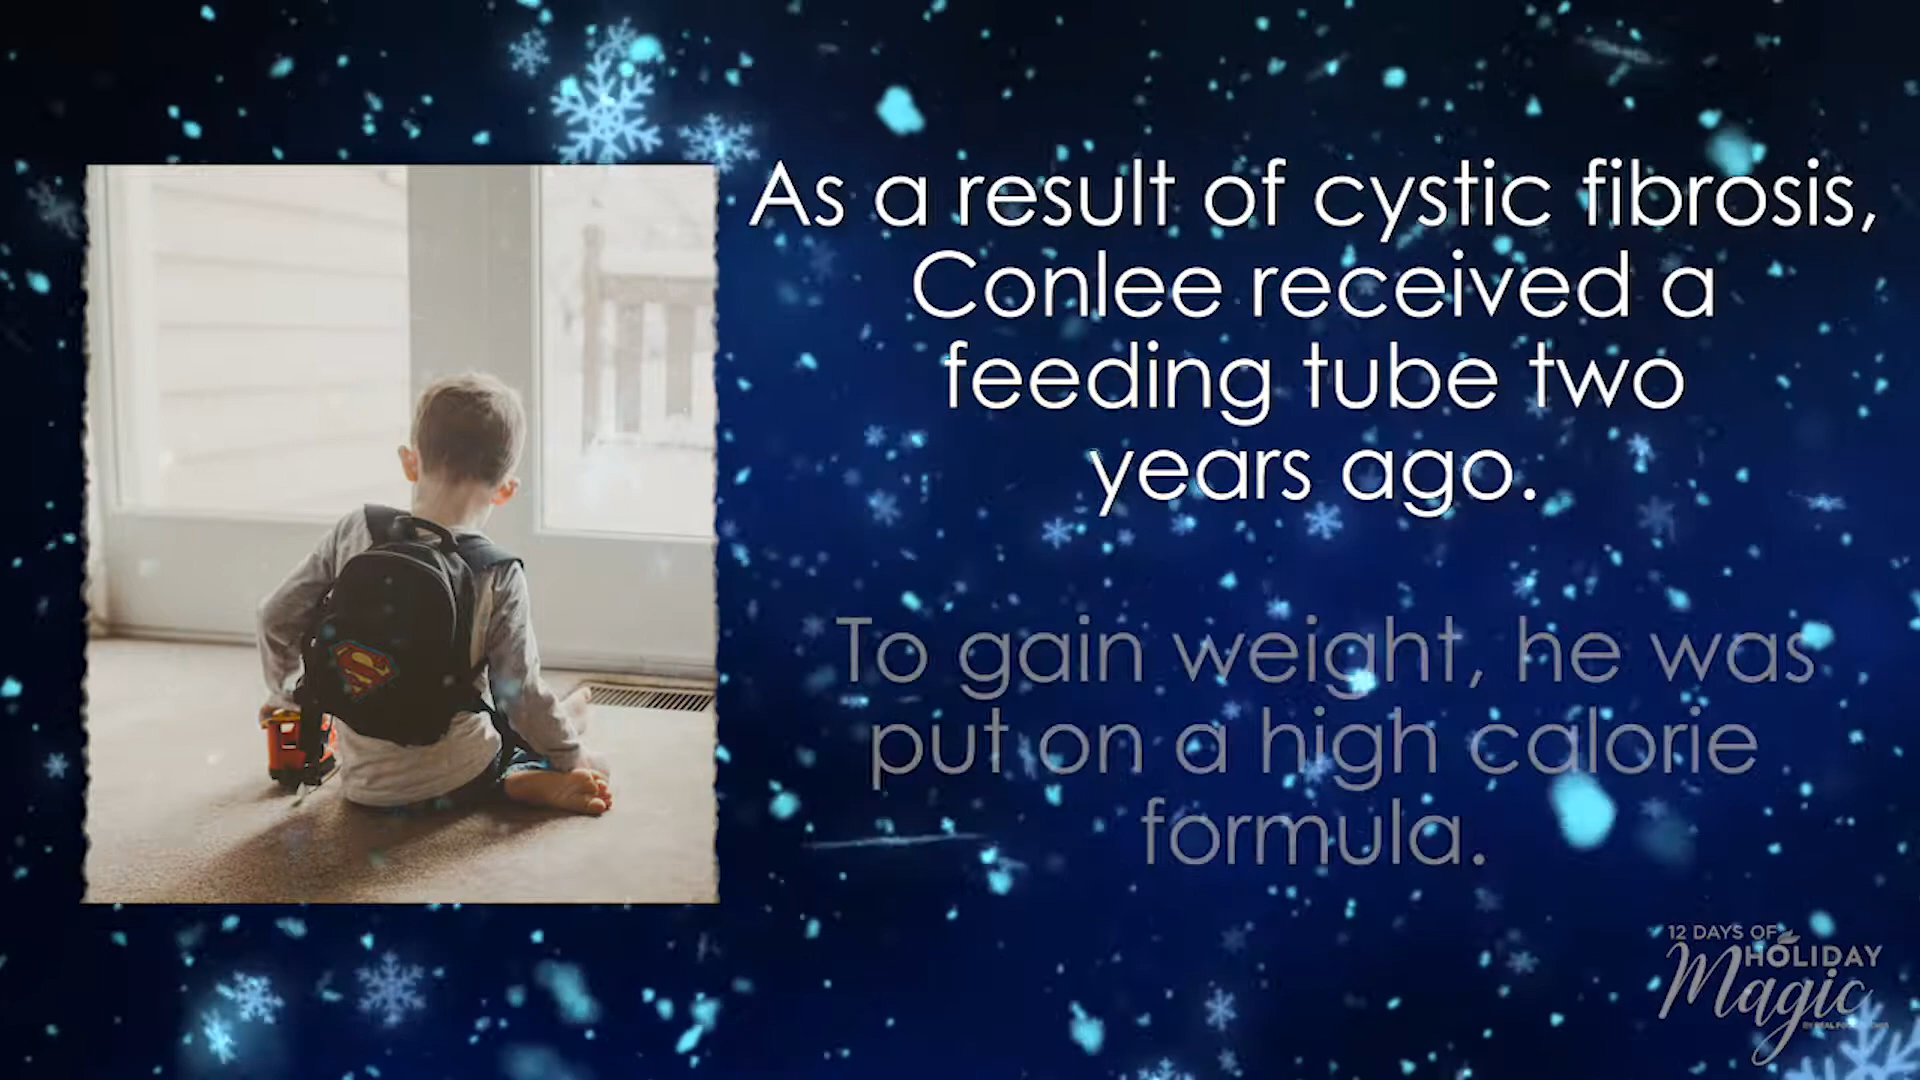 As a result of cystic fibrosis,
Conlee received a
feeding tube two
years ago.
To gain weight, he was
put on a high calorie
formula.
12 DAYS OF
HOLIDAY
Magic